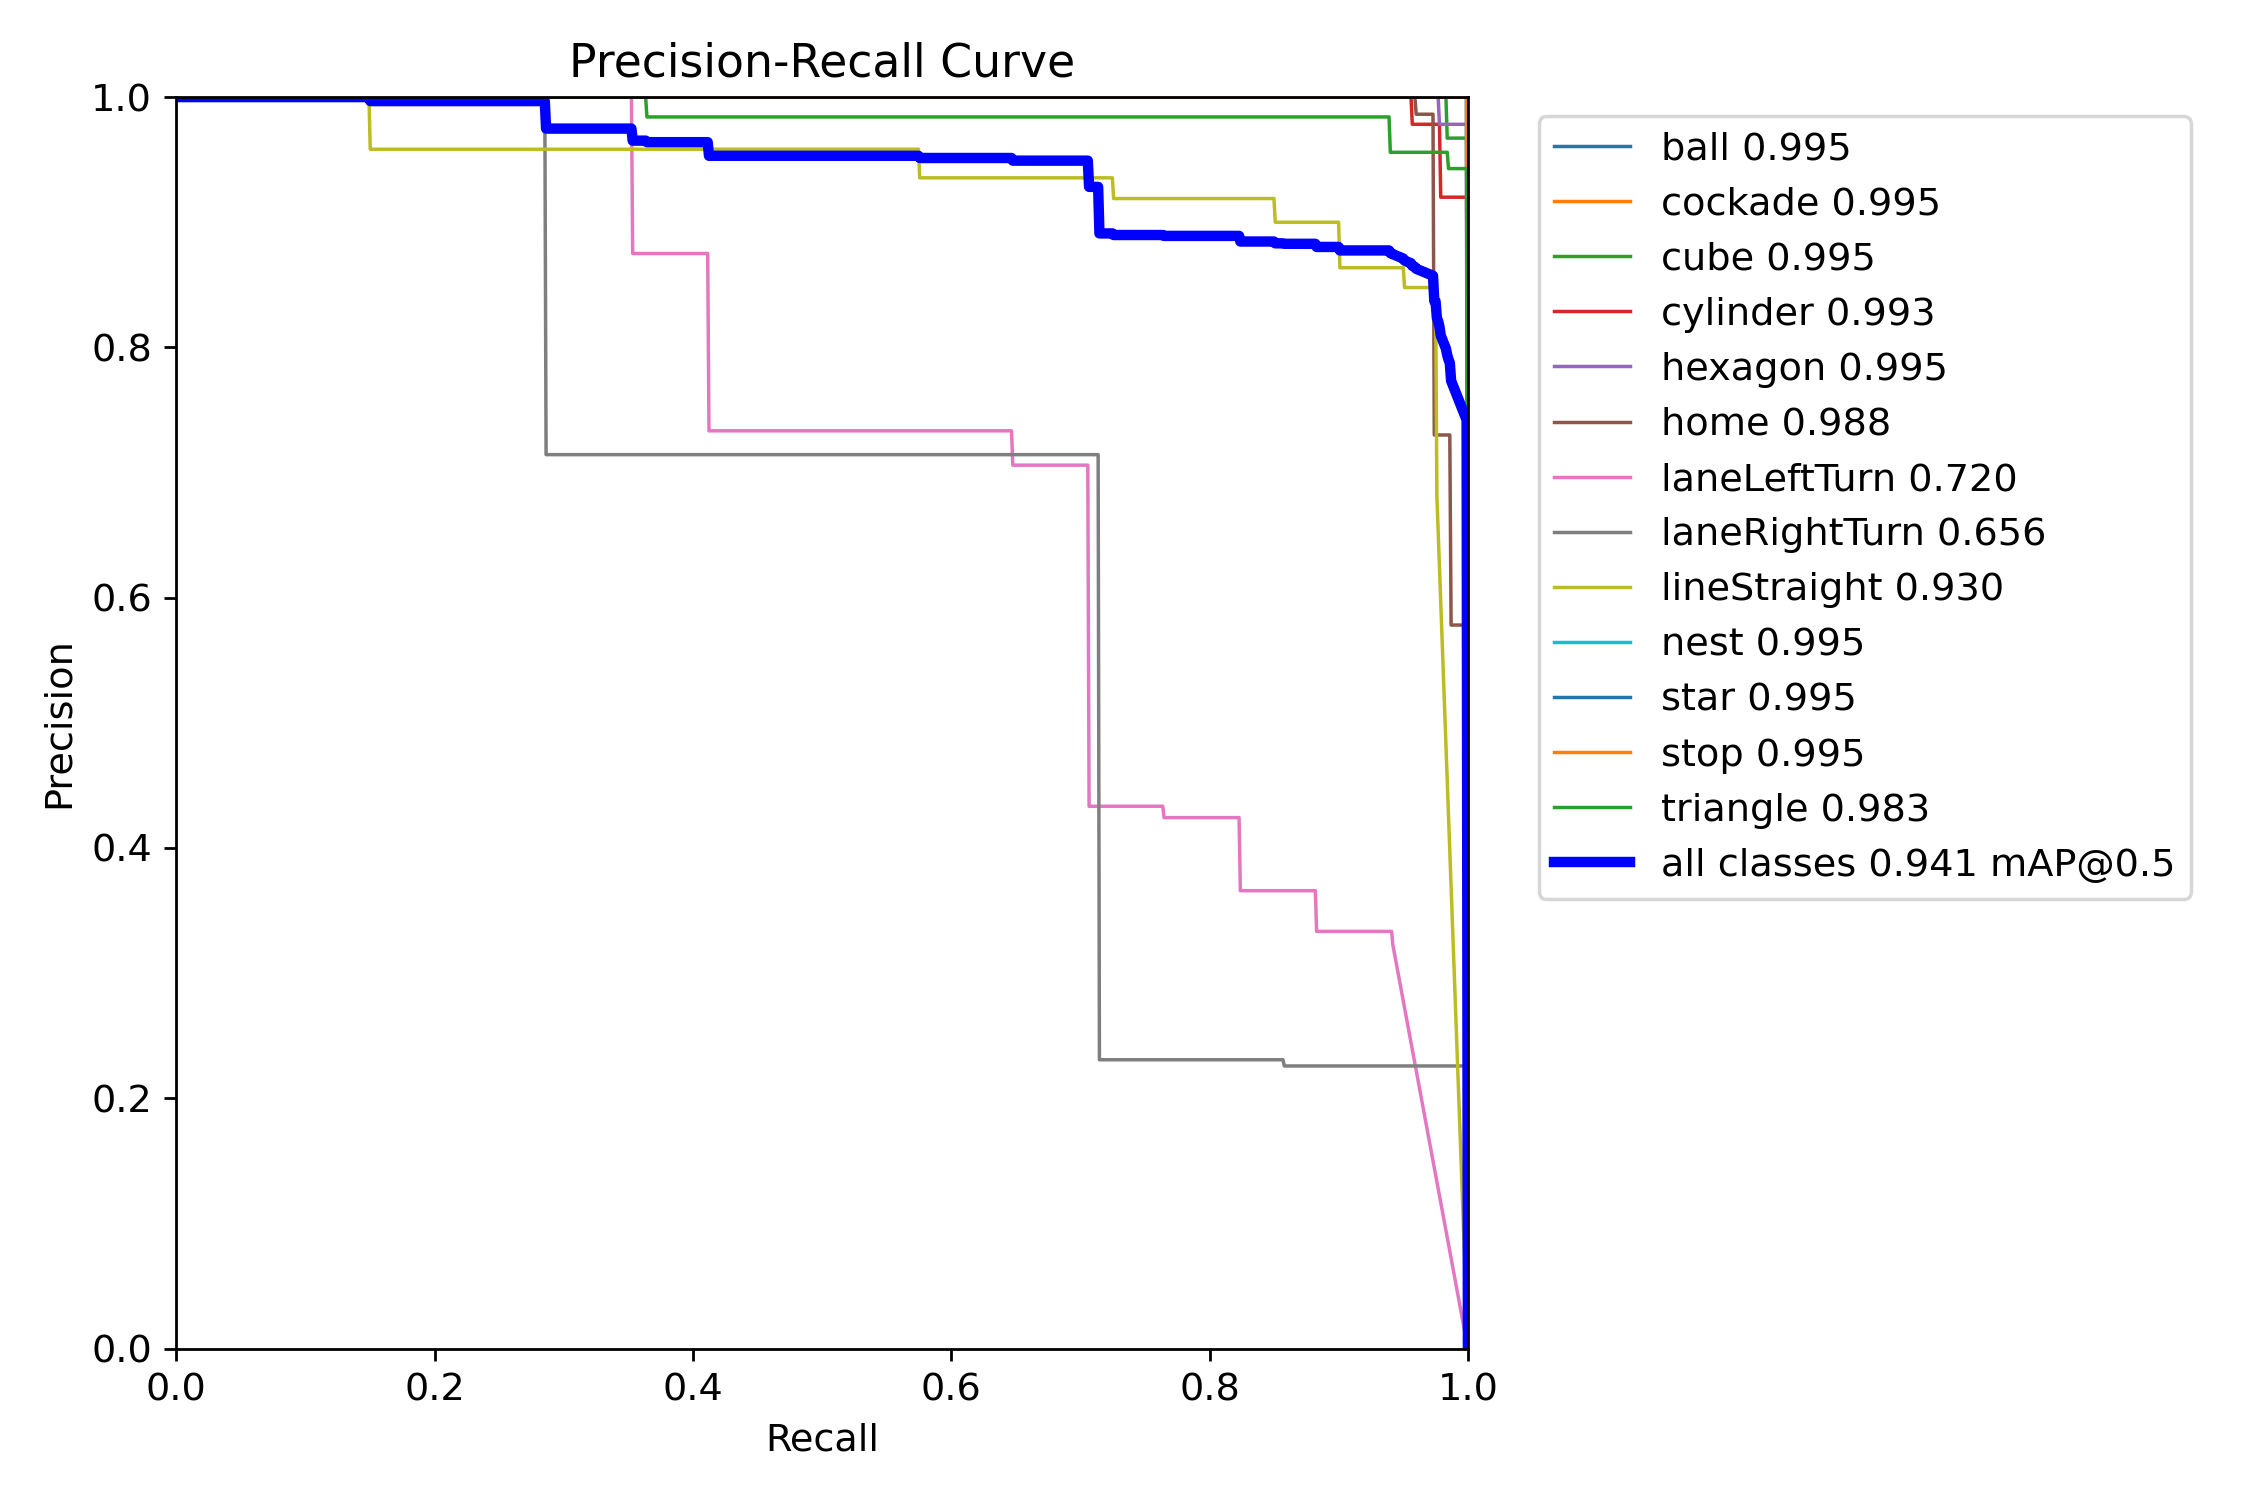 Precision-Recall Curve
1.0
0.8
0.6
0.4
0.2
0.0
Precision
0.0 0.2 0.4 0.6 0.8 1.0
Recall
ball 0.995
cockade 0.995
cube 0.995
cylinder 0.993
hexagon 0.995
home 0.988
laneLeftTurn 0.720
laneRightTurn 0.656
lineStraight 0.930
nest 0.995
star 0.995
stop 0.995
triangle 0.983
all classes 0.941 mAP@0.5